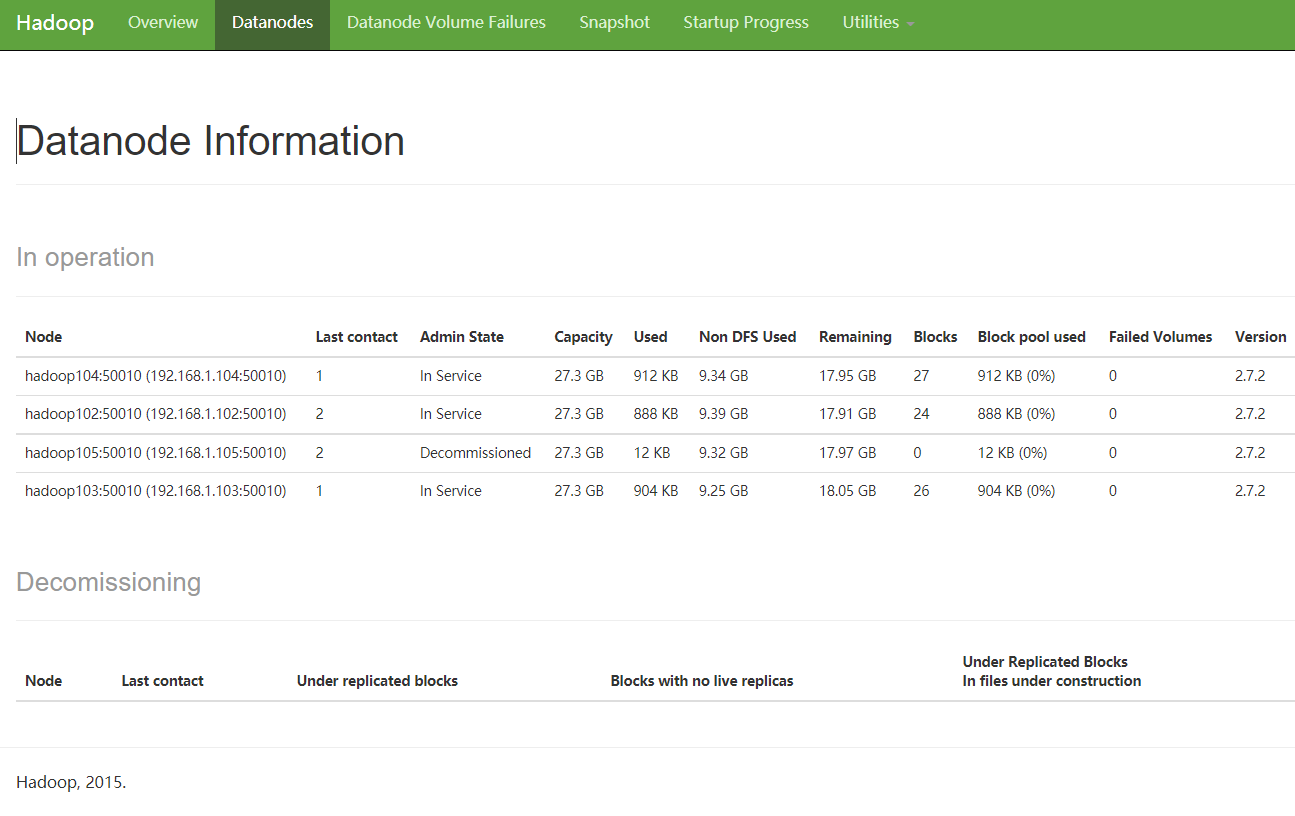 Hadoop Overview Datanodes Datanode Volume Failures Snapshot Startup Progress Utilities
Datanode Information
In operation
Node Last contact Admin State Capacity Used Non DFS Used Remaining Blocks Block pool used Failed Volumes Version
hadoop104:50010 (192.168.1.104:50010) 1 In Service 27.3 GB 912 KB 9.34 GB 17.95 GB 27 912 KB (0%) 0 2.7.2
hadoop102:50010 (192.168.1.102:50010) 2 In Service 27.3 GB 888 KB 9.39 GB 17.91 GB 24 888 KB (0%) 0 2.7.2
hadoop105:50010 (192.168.1.105:50010) 2 Decommissioned 27.3 GB 12 KB 9.32 GB 17.97 GB 0 12 KB (0%) 0 2.7.2
hadoop103:50010 (192.168.1.103:50010) 1 In Service 27.3 GB 904 KB 9.25 GB 18.05 GB 26 904 KB (0%) 0 2.7.2
Decomissioning
Node Last contact Under replicated blocks Blocks with no live replicas Under Replicated Blocks
In files under construction
Hadoop, 2015.